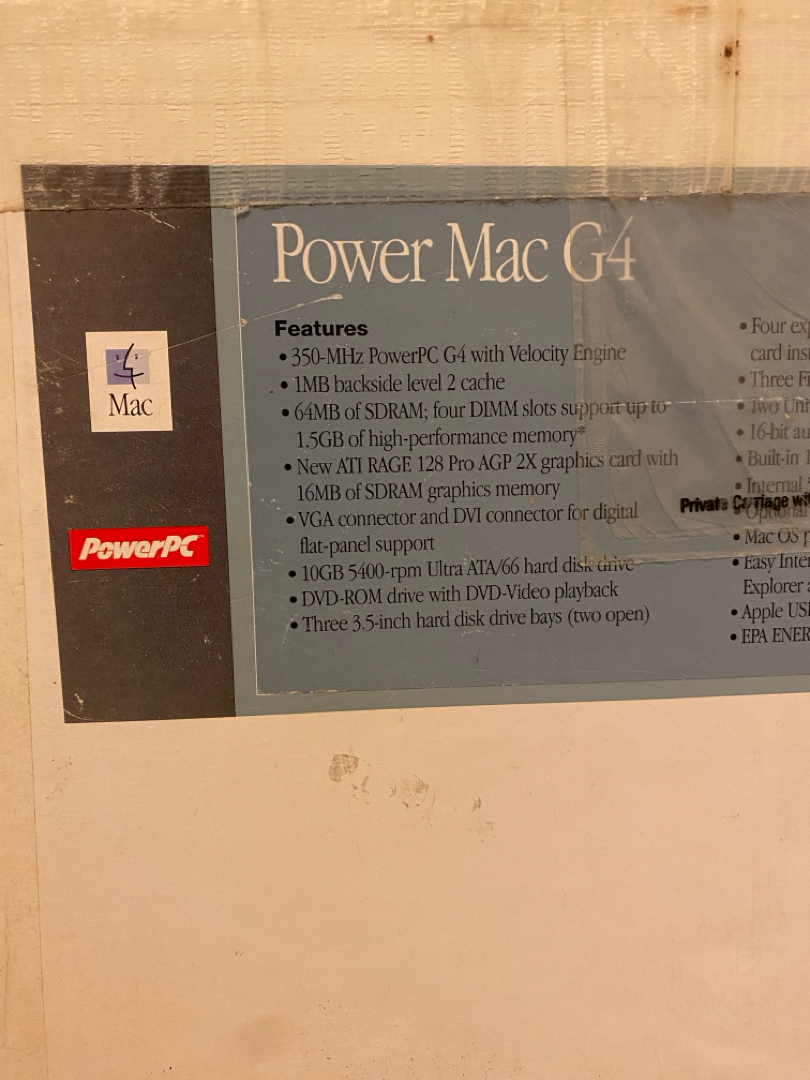 Power Mac G4
Features
• 350-MHz PowerPC G4 with Velocity Engine
• 1MB backside level 2 cache
• 64MB of SDRAM; four DIMM slots support up to
1.5GB of high-performance memory*
• New ATI RAGE 128 Pro AGP 2X graphics card with
16MB of SDRAM graphics memory
• VGA connector and DVI connector for digital
flat-panel support
• 10GB 5400-rpm Ultra ATA/66 hard disk drive
• DVD-ROM drive with DVD-Video playback
• Three 3.5-inch hard disk drive bays (two open)
• Four
card
• Three
• Two
• 16-bit
• Built-in
• Internal
Private Carriage
• Optional
• Mac OS
• Easy
Explorer
• Apple
• EPA
Mac
PowerPC